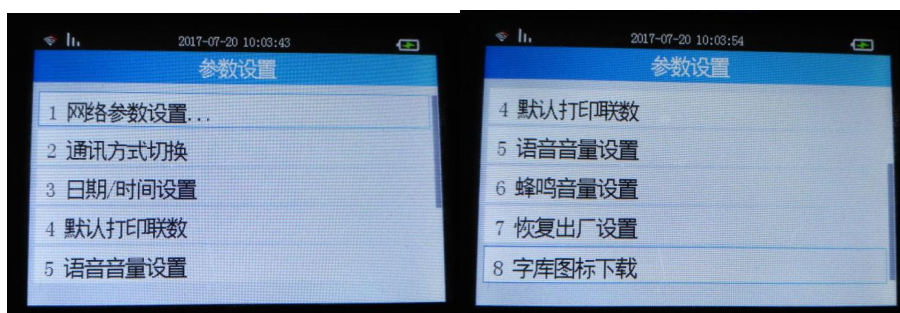 2017-07-20 10:03:43
参数设置
1 网络参数设置...
2 通讯方式切换
3 日期/时间设置
4 默认打印联数
5 语音音量设置
2017-07-20 10:03:54
参数设置
4 默认打印联数
5 语音音量设置
6 蜂鸣音量设置
7 恢复出厂设置
8 字库图标下载